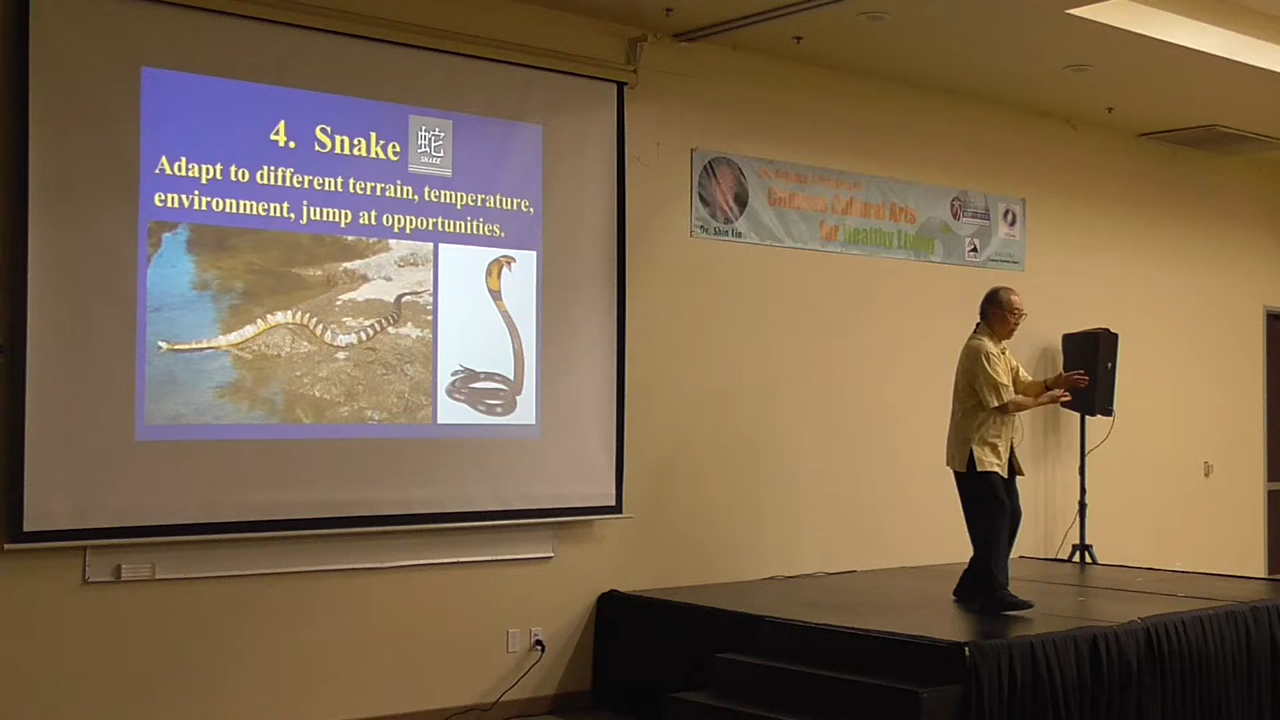 4. Snake 蛇
SNAKE
Adapt to different terrain, temperature,
environment, jump at opportunities.
Chinese Cultural Arts
for Healthy Living
Dr. Shin Lin